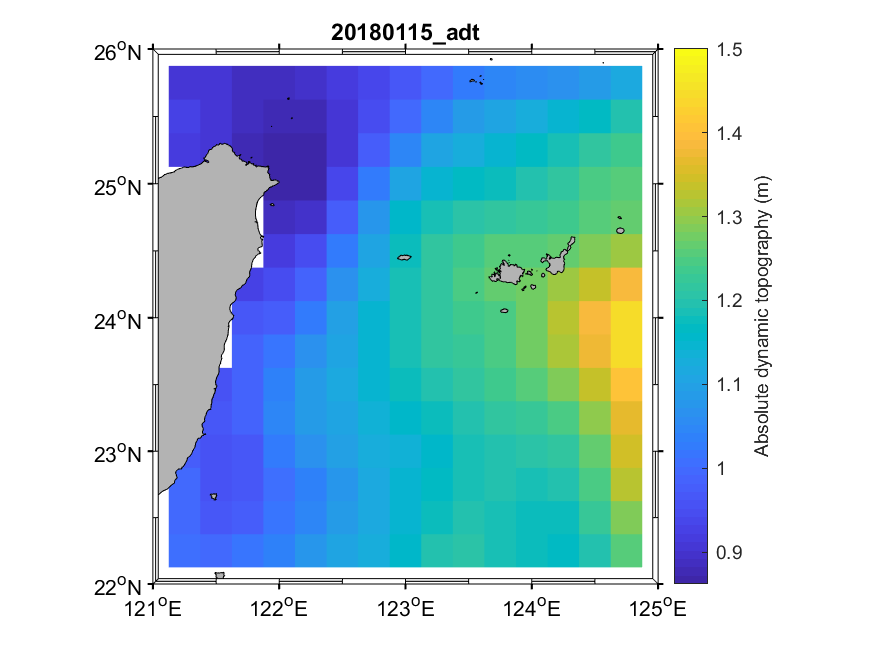 20180115_adt
26°N
25°N
24°N
23°N
22°N
121°E
122°E
123°E
124°E
125°E
1.5
1.4
1.3
1.2
1.1
1
0.9
Absolute dynamic topography (m)